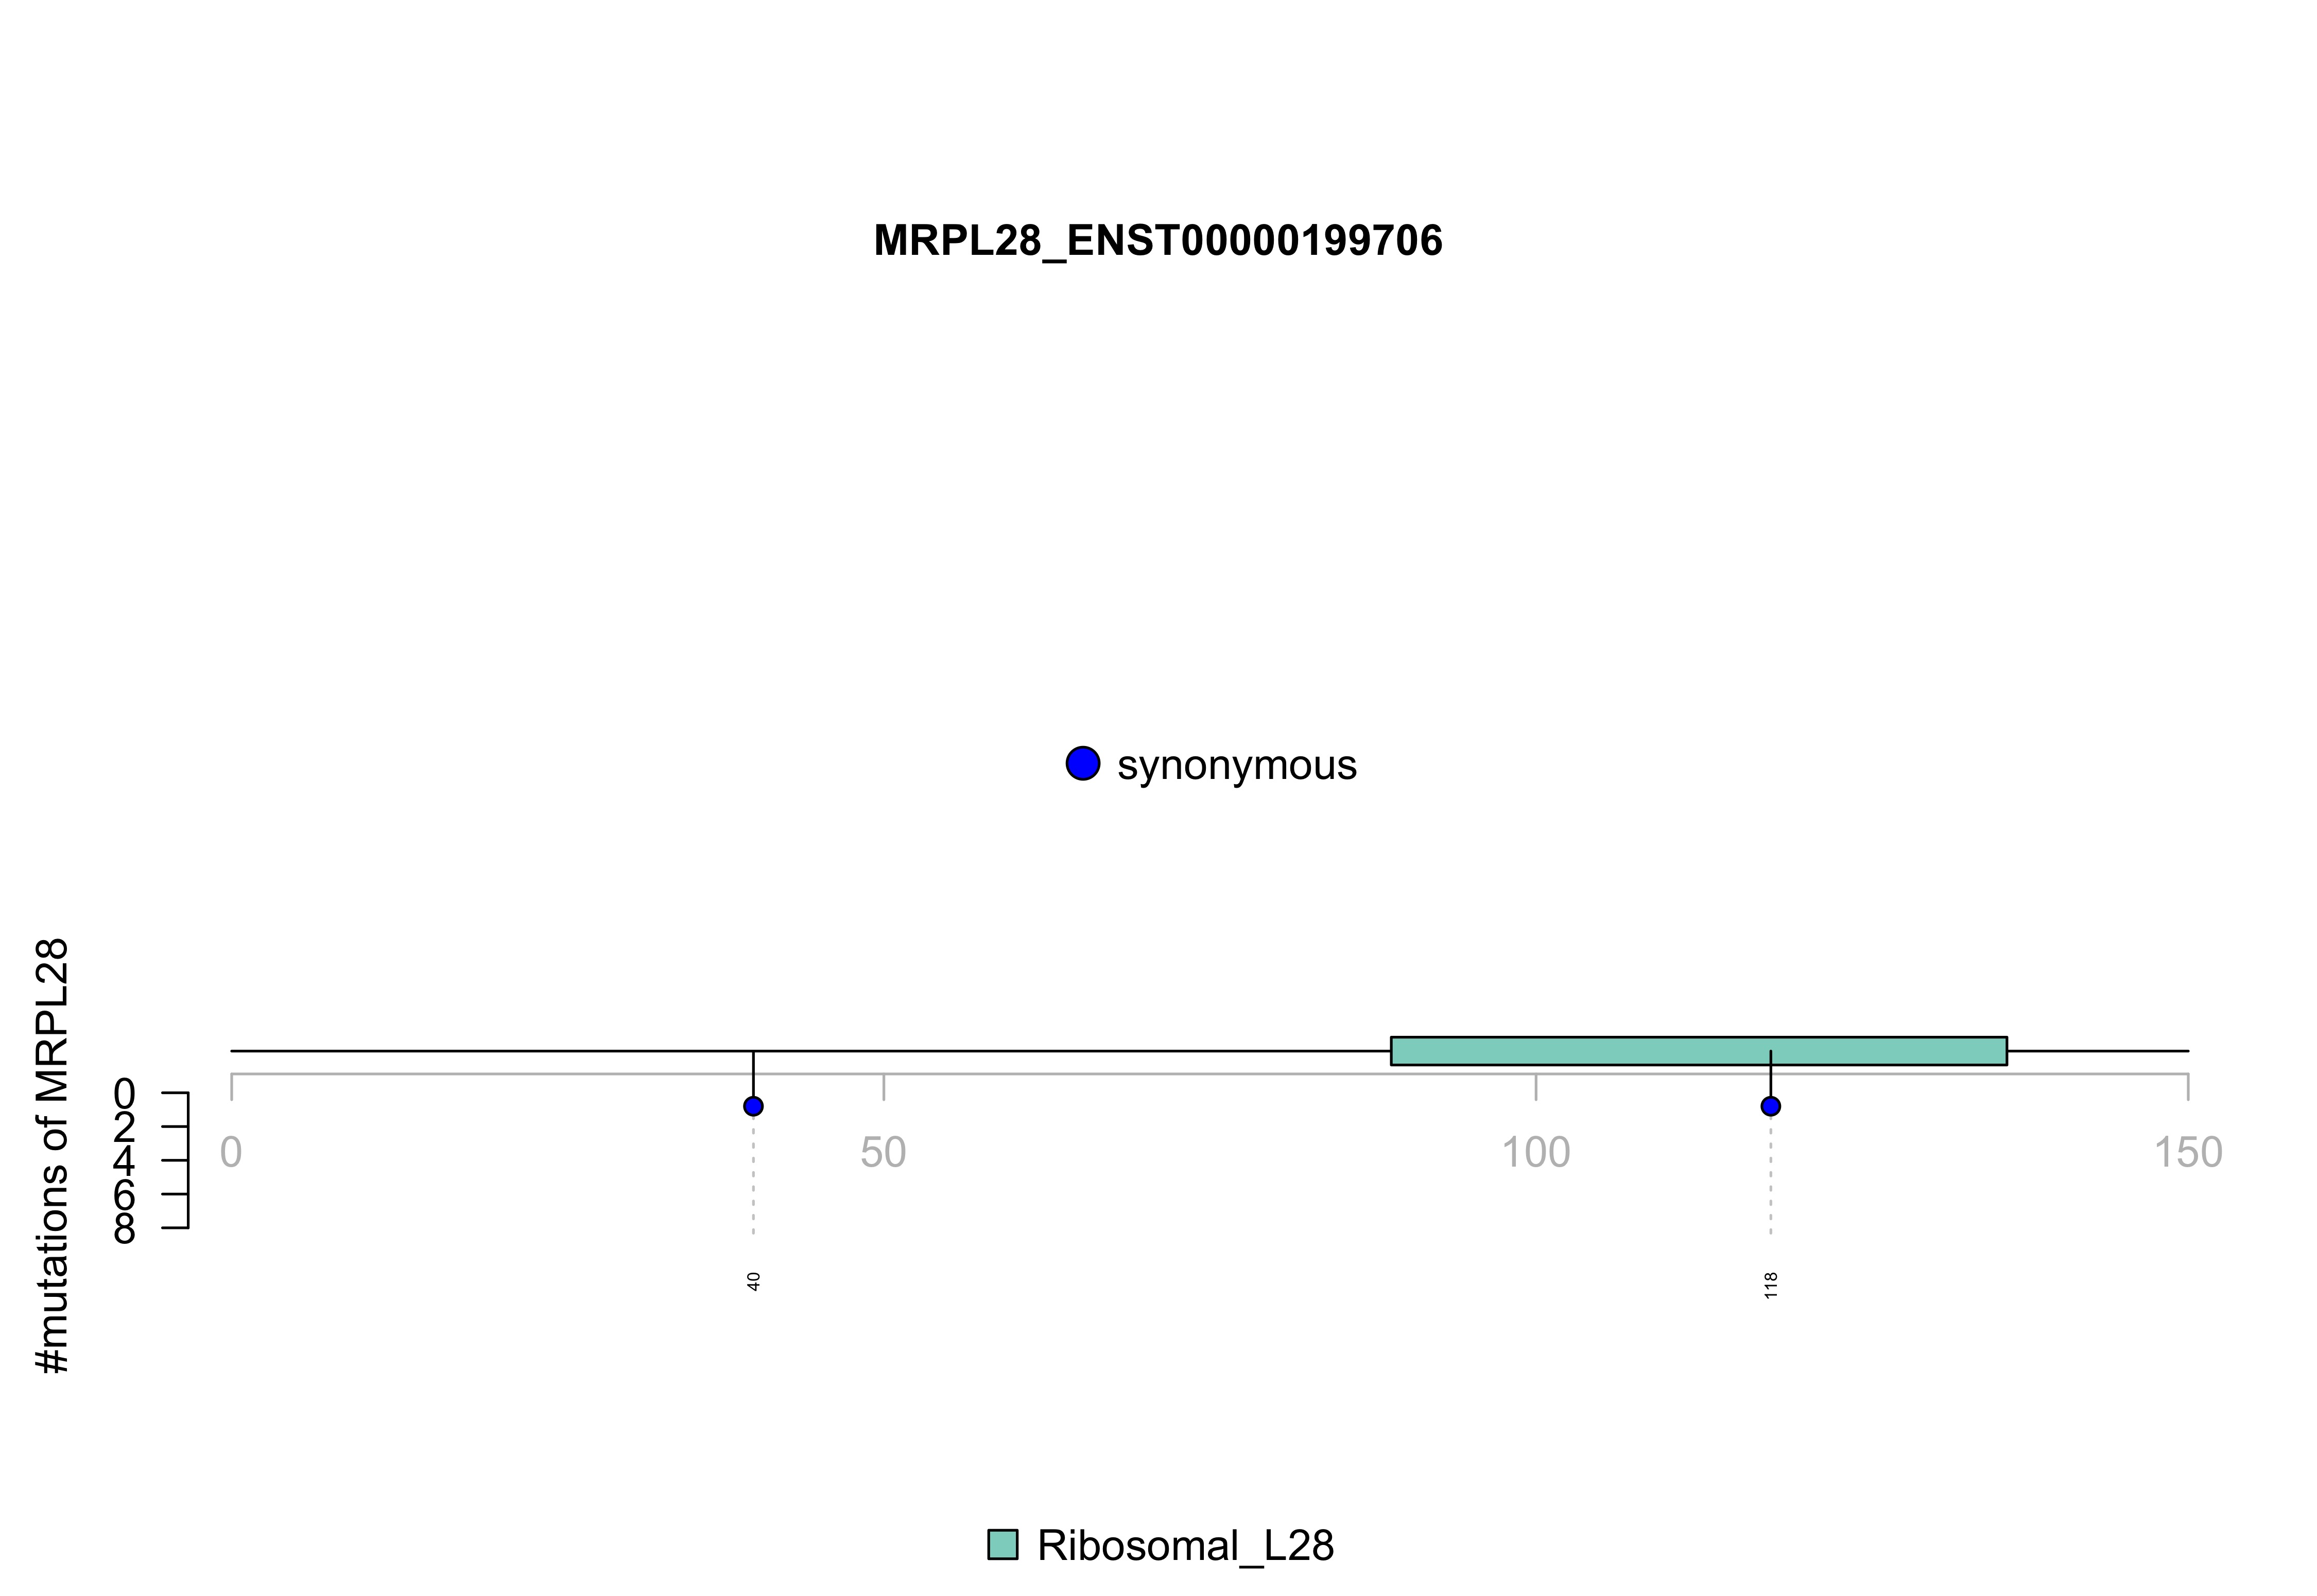 MRPL28_ENST00000199706
synonymous
#mutations of MRPL28
0
2
4
6
8
0 50 100 150
40 118
Ribosomal_L28